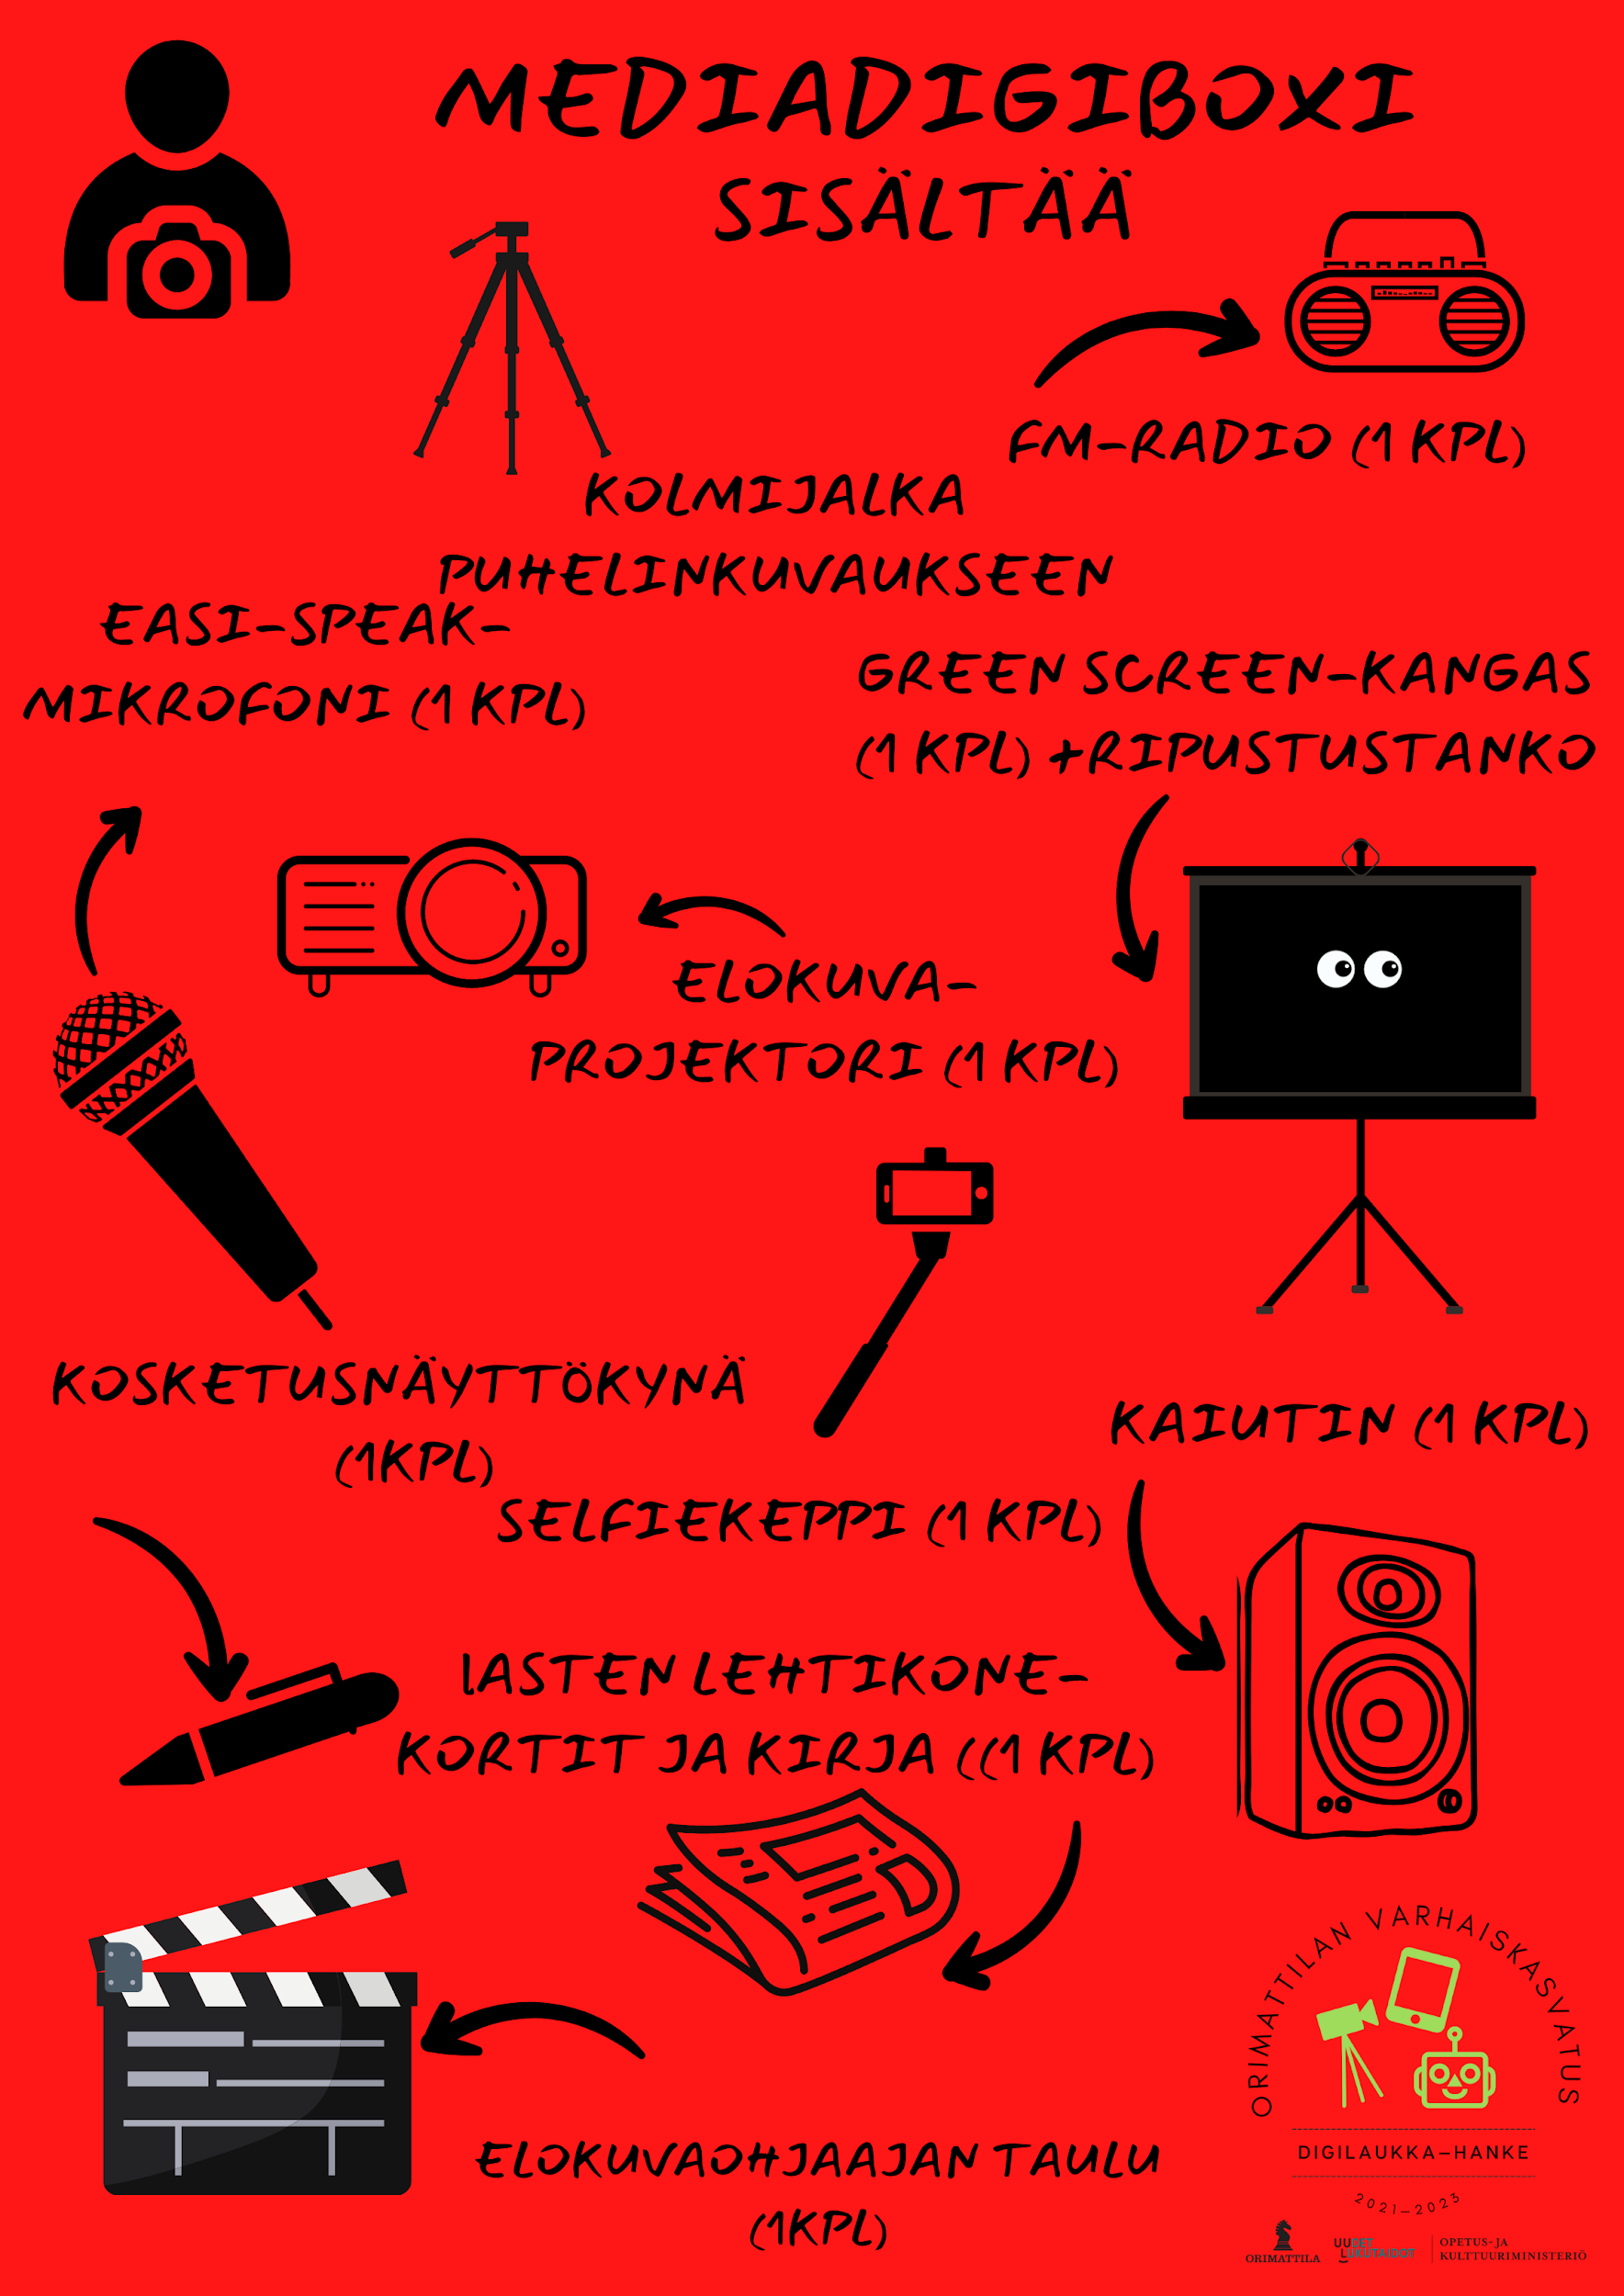 MEDIADIGIBOXI
SISÄLTÄÄ
FM-RADIO (1 KPL)
KOLMIJALKA
PUHELINKUVAUKSEEN
EASI-SPEAK-
MIKROFONI (1 KPL)
GREEN SCREEN-KANGAS
(1 KPL) +RIPUSTUSTANKO
ELOKUVA-
PROJEKTORI (1 KPL)
KOSKETUSNÄYTTÖKYNÄ
(1KPL)
KAIUTIN (1 KPL)
SELFIEKEPPI (1 KPL)
lASTEN LEHTIKONE-
KORTIT JA KIRJA ((1 KPL)
ELOKUVAOHJAAJAN TAULU
(1KPL)
ORIMATTILAN VARHAISKASVATUS
DIGILAUKKA-HANKE
2021-2023
ORIMATTILA
UUDET
LUKUTAIDOT
OPETUS- JA
KULTTUURIMINISTERIÖ